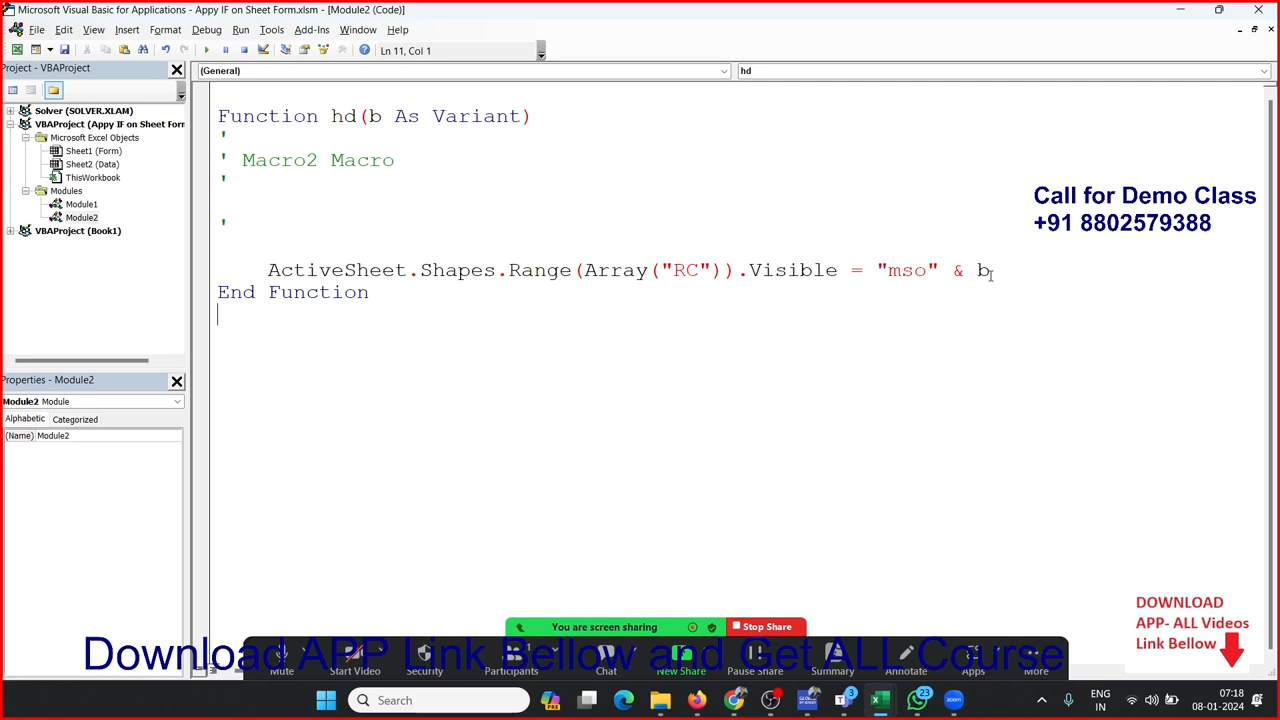 Microsoft Visual Basic for Applications - Appy IF on Sheet Form.xlsm - [Module2 (Code)]
File Edit View Insert Format Debug Run Tools Add-Ins Window Help
Ln 11, Col 1
Project - VBAProject
(General)
hd
Solver (SOLVER.XLAM)
VBAProject (Appy IF on Sheet Form
Microsoft Excel Objects
Sheet1 (Form)
Sheet2 (Data)
ThisWorkbook
Modules
Module1
Module2
VBAProject (Book1)
Function hd(b As Variant)
'
' Macro2 Macro
'
'
ActiveSheet.Shapes.Range(Array("RC")).Visible = "mso" & b
End Function
Call for Demo Class
+91 8802579388
Properties - Module2
Module2 Module
Alphabetic Categorized
(Name) Module2
DOWNLOAD
APP- ALL Videos
Link Bellow
You are screen sharing
Stop Share
Download APP Link Bellow and Get ALL Course
Mute Start Video Security Participants Chat New Share Pause Share Annotate Summary Apps More
Search
PRE
3
23
zoom
ENG
IN
07:18
08-01-2024